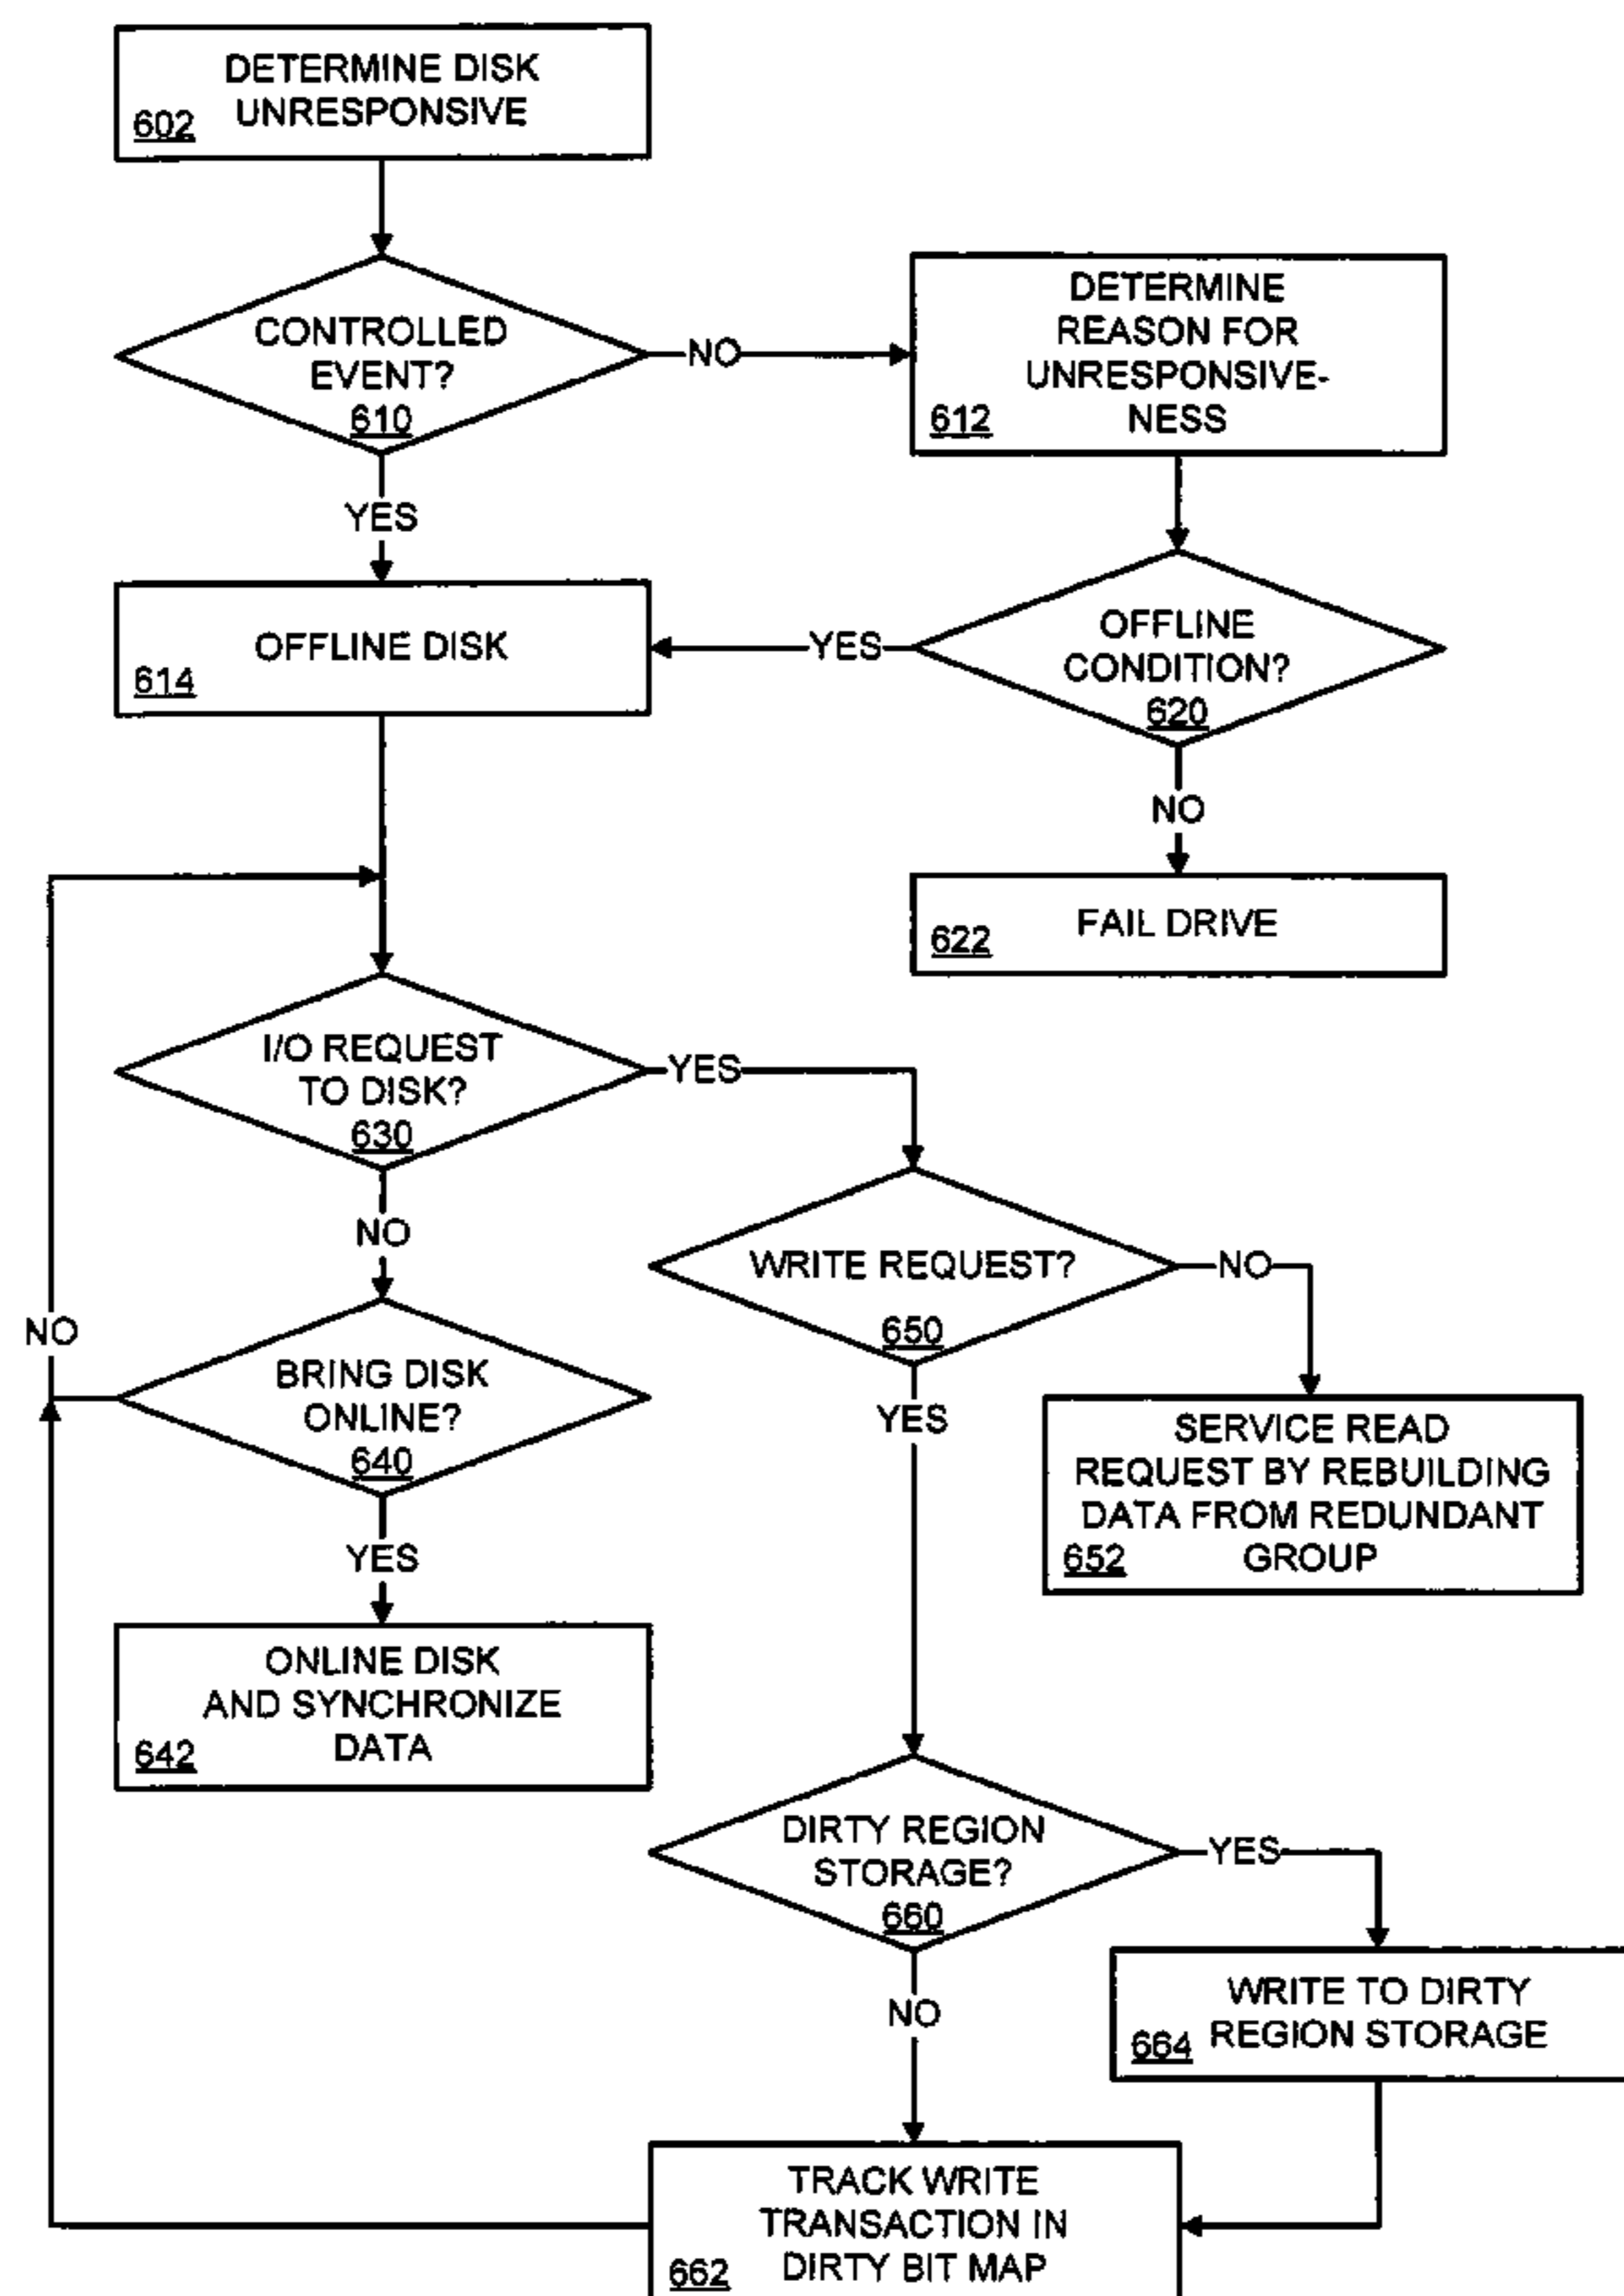 DETERMINE DISK
UNRESPONSIVE
602
CONTROLLED
EVENT?
610
NO
DETERMINE
REASON FOR
UNRESPONSIVE-
NESS
612
YES
OFFLINE DISK
614
YES
OFFLINE
CONDITION?
620
NO
FAIL DRIVE
622
I/O REQUEST
TO DISK?
630
YES
NO
WRITE REQUEST?
650
NO
NO
BRING DISK
ONLINE?
640
YES
SERVICE READ
REQUEST BY REBUILDING
DATA FROM REDUNDANT
GROUP
652
YES
ONLINE DISK
AND SYNCHRONIZE
DATA
642
DIRTY REGION
STORAGE?
660
YES
NO
WRITE TO DIRTY
REGION STORAGE
664
TRACK WRITE
TRANSACTION IN
DIRTY BIT MAP
662